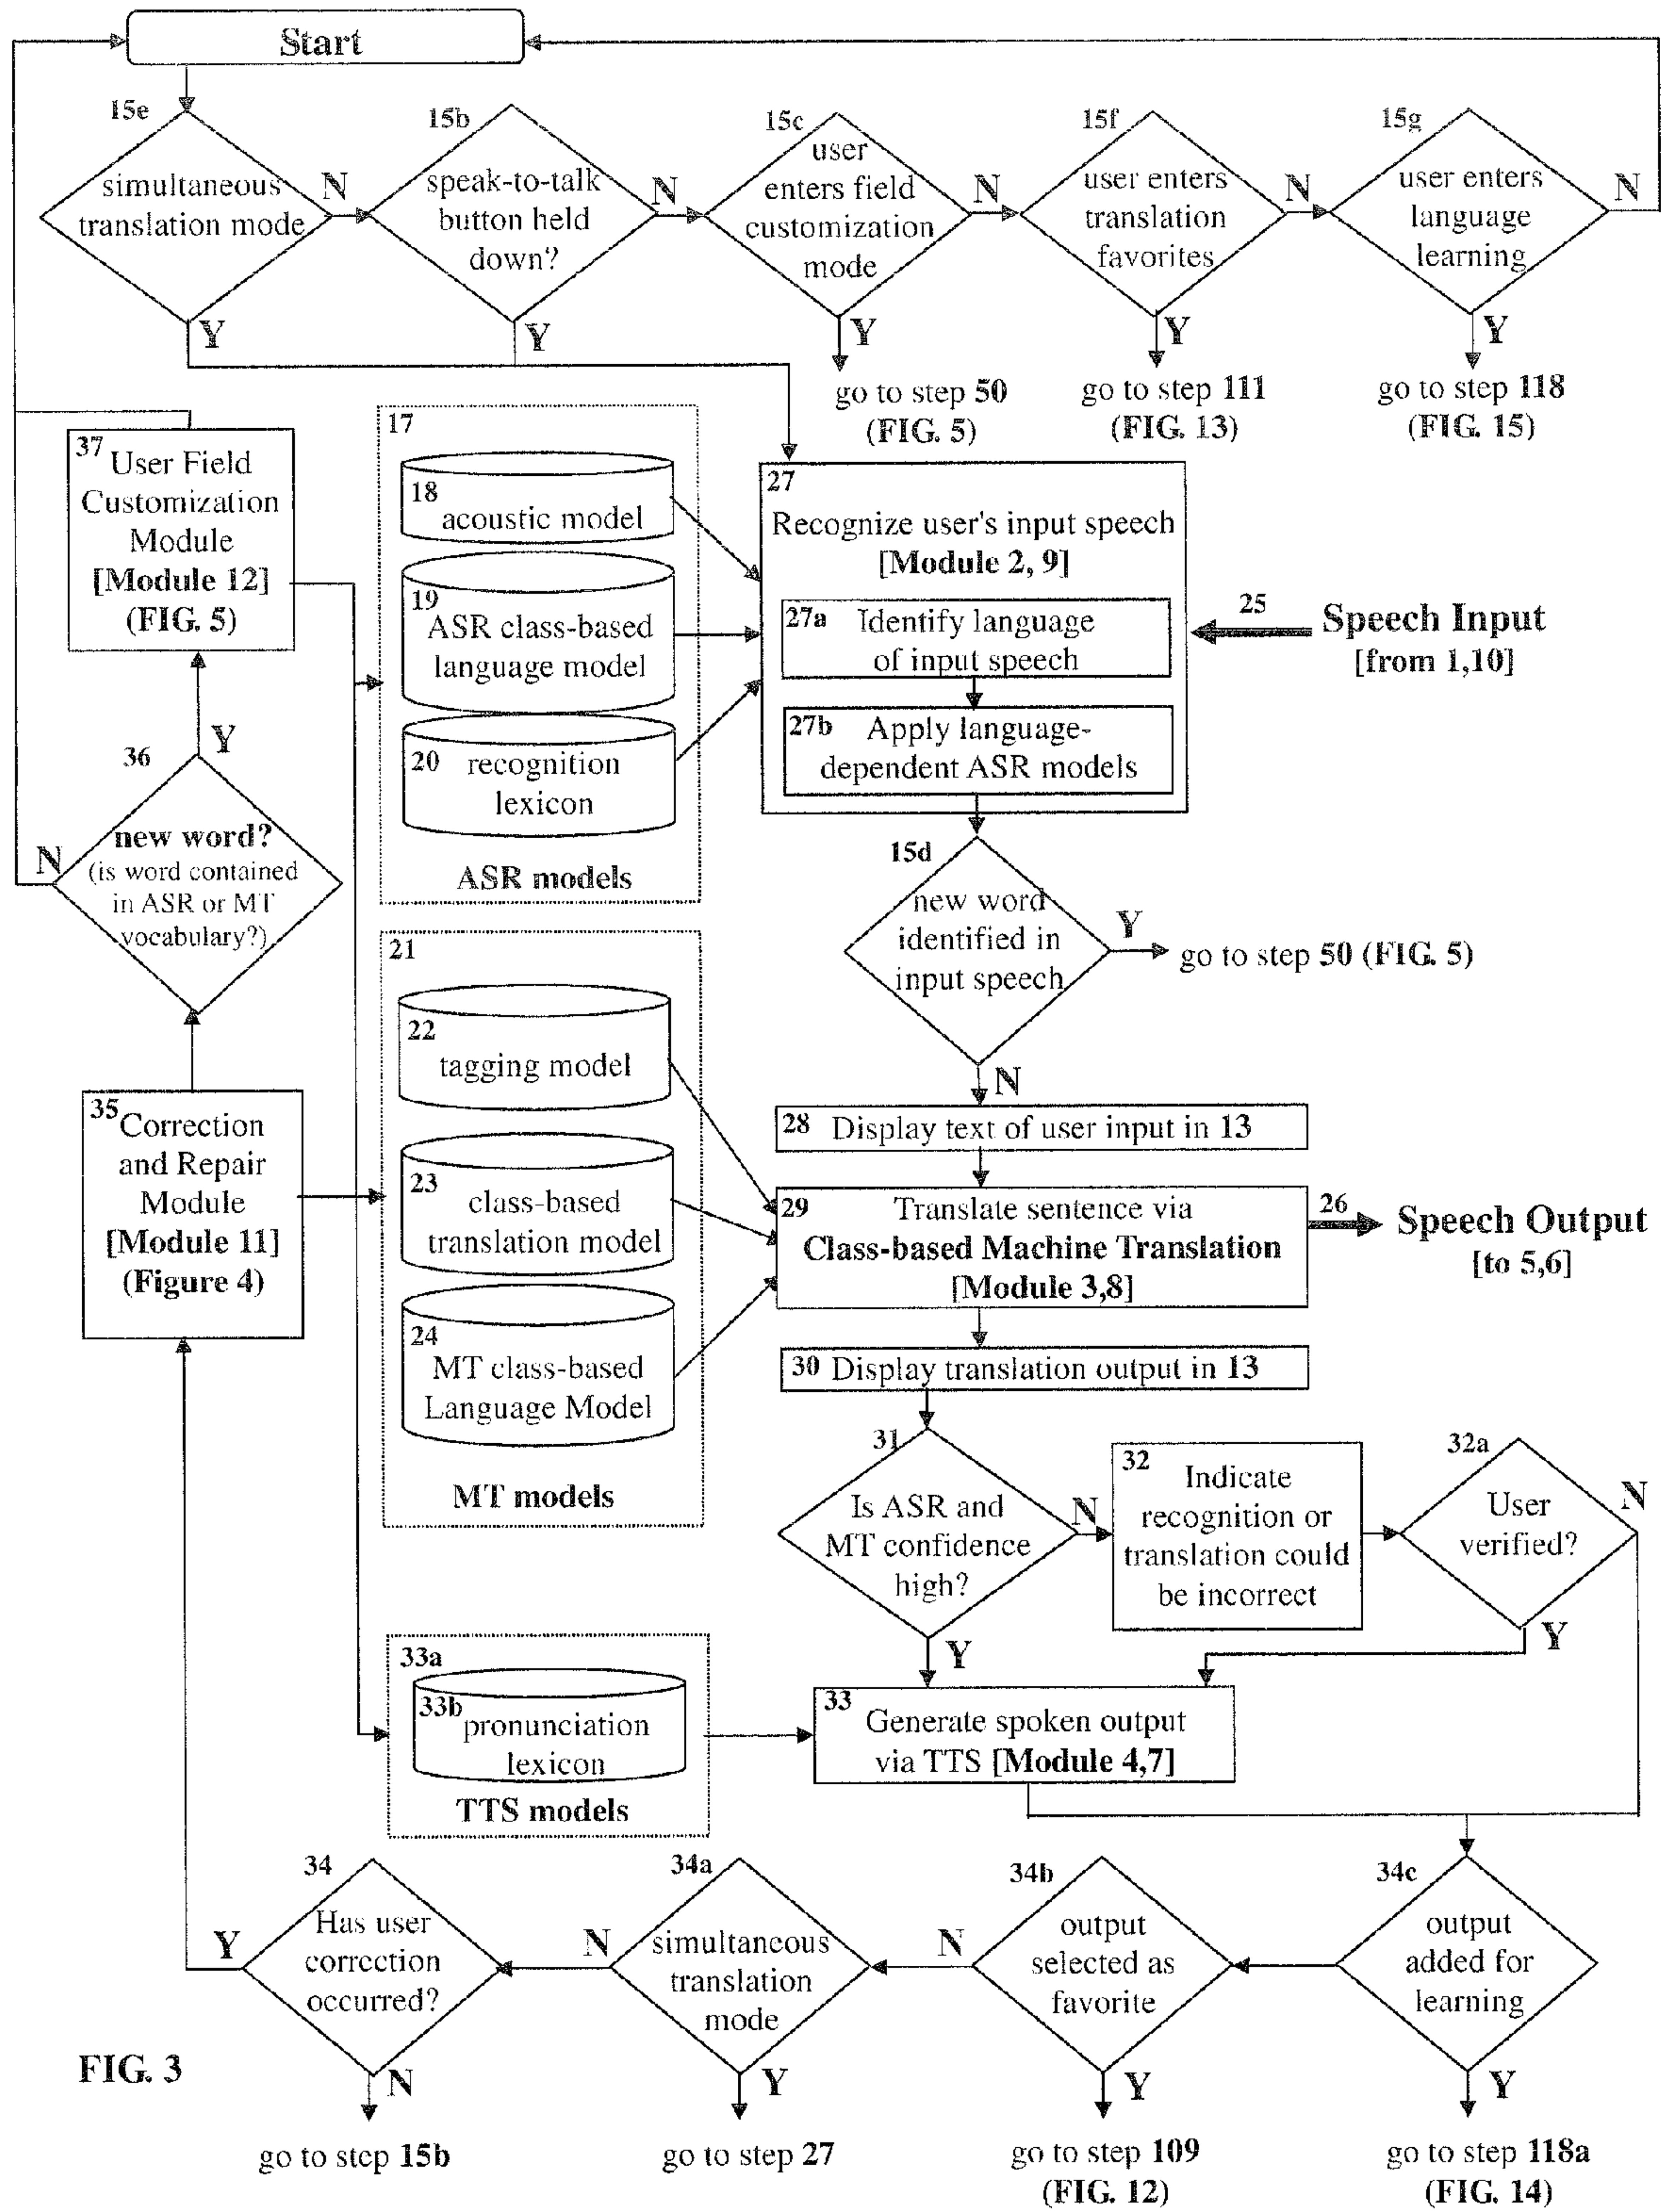 Start
15e
simultaneous
translation mode
N
Y
15b
speak-to-talk
button held
down?
N
Y
15c
user
enters field
customization
mode
N
Y
go to step 50
(FIG. 5)
15f
user enters
translation
favorites
N
Y
go to step 111
(FIG. 13)
15g
user enters
language
learning
N
Y
go to step 118
(FIG. 15)
37
User Field
Customization
Module
[Module 12]
(FIG. 5)
Y
36
new word?
(is word contained
in ASR or MT
vocabulary?)
N
35
Correction
and Repair
Module
[Module 11]
(Figure 4)
17
18
acoustic model
19
ASR class-based
language model
20
recognition
lexicon
ASR models
21
22
tagging model
23
class-based
translation model
24
MT class-based
Language Model
MT models
33a
33b
pronunciation
lexicon
TTS models
27
Recognize user's input speech
[Module 2, 9]
27a
Identify language
of input speech
27b
Apply language-
dependent ASR models
25
Speech Input
[from 1,10]
15d
new word
identified in
input speech
Y
go to step 50 (FIG. 5)
N
28 Display text of user input in 13
29
Translate sentence via
Class-based Machine Translation
[Module 3,8]
26
Speech Output
[to 5,6]
30 Display translation output in 13
31
Is ASR and
MT confidence
high?
N
Y
32
Indicate
recognition or
translation could
be incorrect
32a
User
verified?
N
Y
33
Generate spoken output
via TTS [Module 4,7]
34
Has user
correction
occurred?
Y
N
go to step 15b
34a
simultaneous
translation
mode
N
Y
go to step 27
34b
output
selected as
favorite
N
Y
go to step 109
(FIG. 12)
34c
output
added for
learning
Y
go to step 118a
(FIG. 14)
FIG. 3